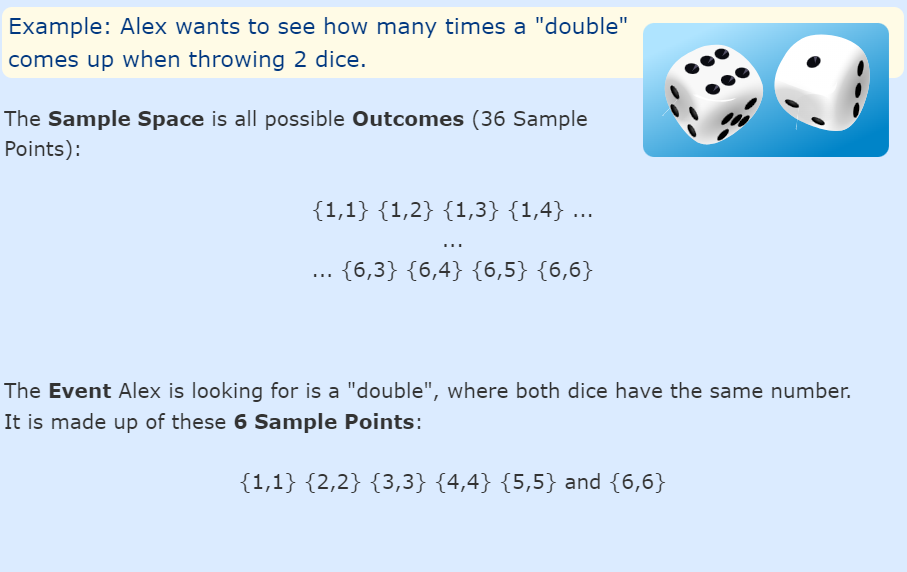 Example: Alex wants to see how many times a "double"
comes up when throwing 2 dice.
The Sample Space is all possible Outcomes (36 Sample
Points):
{1,1} {1,2} {1,3} {1,4} ...
...
... {6,3} {6,4} {6,5} {6,6}
The Event Alex is looking for is a "double", where both dice have the same number.
It is made up of these 6 Sample Points:
{1,1} {2,2} {3,3} {4,4} {5,5} and {6,6}